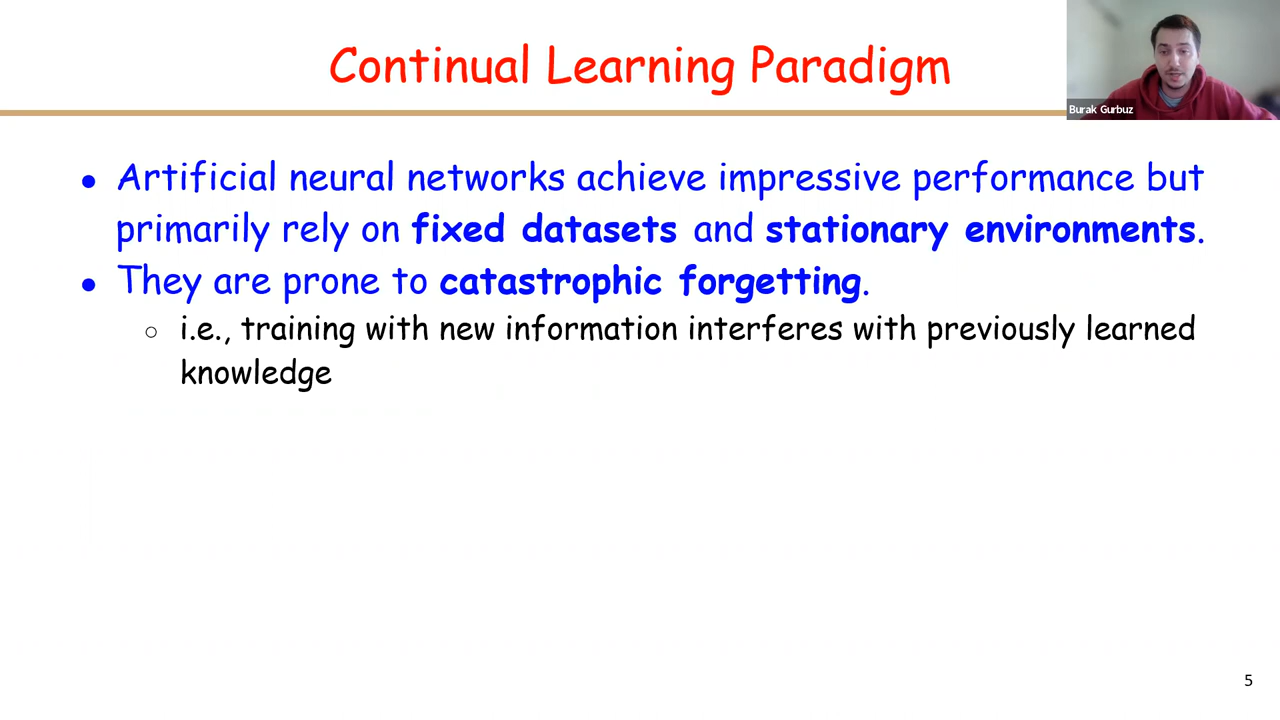 Continual Learning Paradigm
Burak Gurbuz
● Artificial neural networks achieve impressive performance but
primarily rely on fixed datasets and stationary environments.
● They are prone to catastrophic forgetting.
○ i.e., training with new information interferes with previously learned
knowledge
5